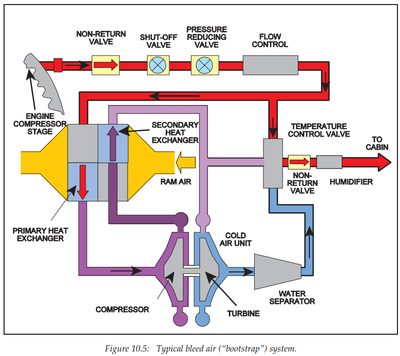 NON-RETURN
VALVE
SHUT-OFF
VALVE
PRESSURE
REDUCING
VALVE
FLOW
CONTROL
ENGINE
COMPRESSOR
STAGE
SECONDARY
HEAT
EXCHANGER
TEMPERATURE
CONTROL VALVE
TO
CABIN
RAM AIR
NON-
RETURN
VALVE
HUMIDIFIER
PRIMARY HEAT
EXCHANGER
COLD
AIR UNIT
COMPRESSOR
TURBINE
WATER
SEPARATOR
Figure 10.5: Typical bleed air (“bootstrap”) system.